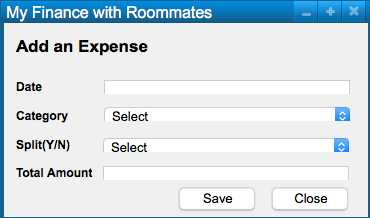 My Finance with Roommates
Add an Expense
Date
Category Select
Split(Y/N) Select
Total Amount
Save Close